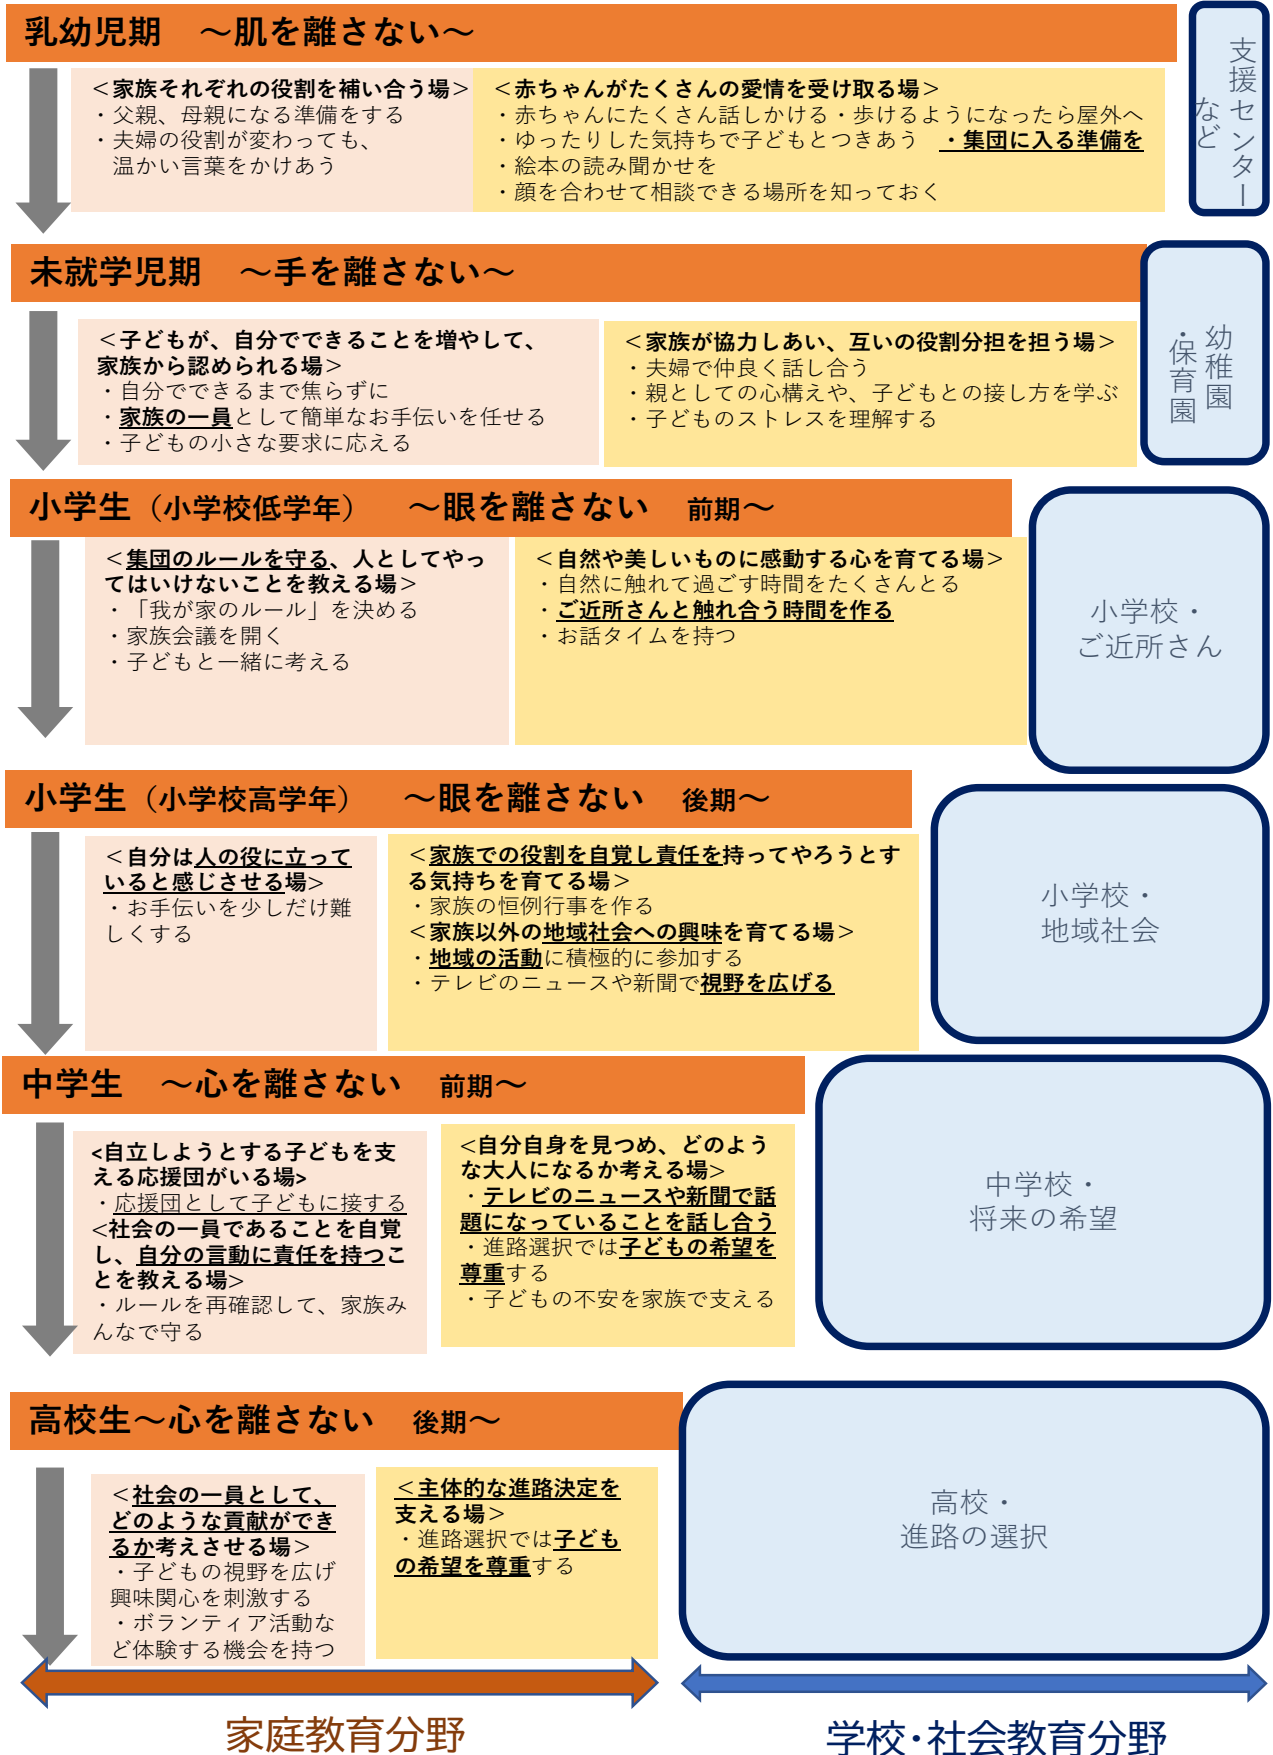 乳幼児期　～肌を離さない～
＜家族それぞれの役割を補い合う場＞
・父親、母親になる準備をする
・夫婦の役割が変わっても、
温かい言葉をかけあう
＜赤ちゃんがたくさんの愛情を受け取る場＞
・赤ちゃんにたくさん話しかける・歩けるようになったら屋外へ
・ゆったりした気持ちで子どもとつきあう　・集団に入る準備を
・絵本の読み聞かせを
・顔を合わせて相談できる場所を知っておく
支援センター
など
未就学児期　～手を離さない～
＜子どもが、自分でできることを増やして、
家族から認められる場＞
・自分でできるまで焦らずに
・家族の一員として簡単なお手伝いを任せる
・子どもの小さな要求に応える
＜家族が協力しあい、互いの役割分担を担う場＞
・夫婦で仲良く話し合う
・親としての心構えや、子どもとの接し方を学ぶ
・子どものストレスを理解する
幼稚園
・保育園
小学生（小学校低学年）　～眼を離さない　前期～
＜集団のルールを守る、人としてやっ
てはいけないことを教える場＞
・「我が家のルール」を決める
・家族会議を開く
・子どもと一緒に考える
＜自然や美しいものに感動する心を育てる場＞
・自然に触れて過ごす時間をたくさんとる
・ご近所さんと触れ合う時間を作る
・お話タイムを持つ
小学校・
ご近所さん
小学生（小学校高学年）　～眼を離さない　後期～
＜自分は人の役に立って
いると感じさせる場>
・お手伝いを少しだけ難
しくする
＜家族での役割を自覚し責任を持ってやろうとす
る気持ちを育てる場＞
・家族の恒例行事を作る
＜家族以外の地域社会への興味を育てる場＞
・地域の活動に積極的に参加する
・テレビのニュースや新聞で視野を広げる
小学校・
地域社会
中学生　～心を離さない　前期～
<自立しようとする子どもを支
える応援団がいる場>
・応援団として子どもに接する
<社会の一員であることを自覚
し、自分の言動に責任を持つこ
とを教える場>
・ルールを再確認して、家族み
んなで守る
<自分自身を見つめ、どのよう
な大人になるか考える場>
・テレビのニュースや新聞で話
題になっていることを話し合う
・進路選択では子どもの希望を
尊重する
・子どもの不安を家族で支える
中学校・
将来の希望
高校生～心を離さない　後期～
＜社会の一員として、
どのような貢献ができ
るか考えさせる場＞
・子どもの視野を広げ
興味関心を刺激する
・ボランティア活動な
ど体験する機会を持つ
＜主体的な進路決定を
支える場＞
・進路選択では子ども
の希望を尊重する
高校・
進路の選択
家庭教育分野
学校・社会教育分野